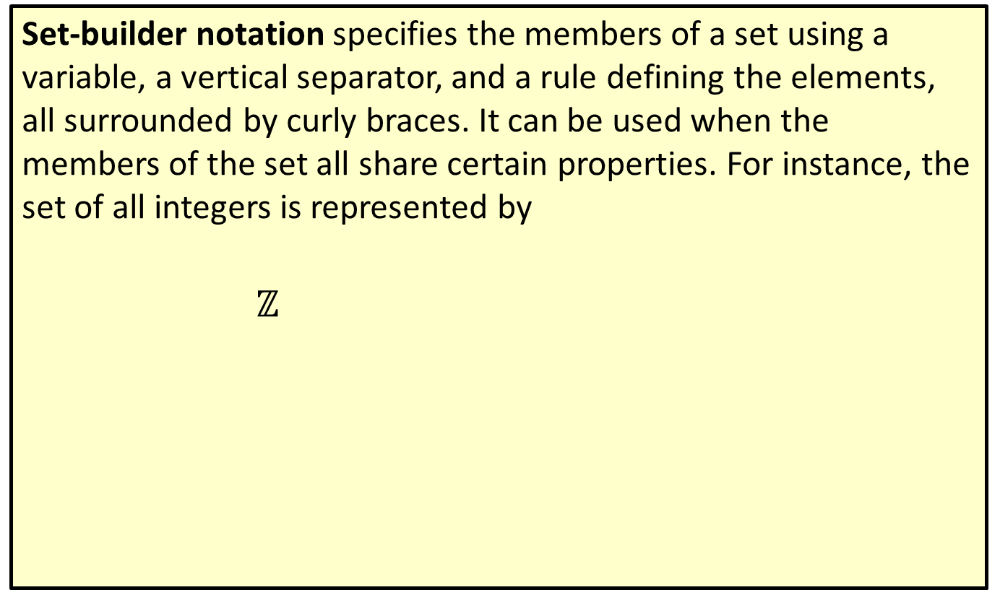 Set-builder notation specifies the members of a set using a
variable, a vertical separator, and a rule defining the elements,
all surrounded by curly braces. It can be used when the
members of the set all share certain properties. For instance, the
set of all integers is represented by
ℤ